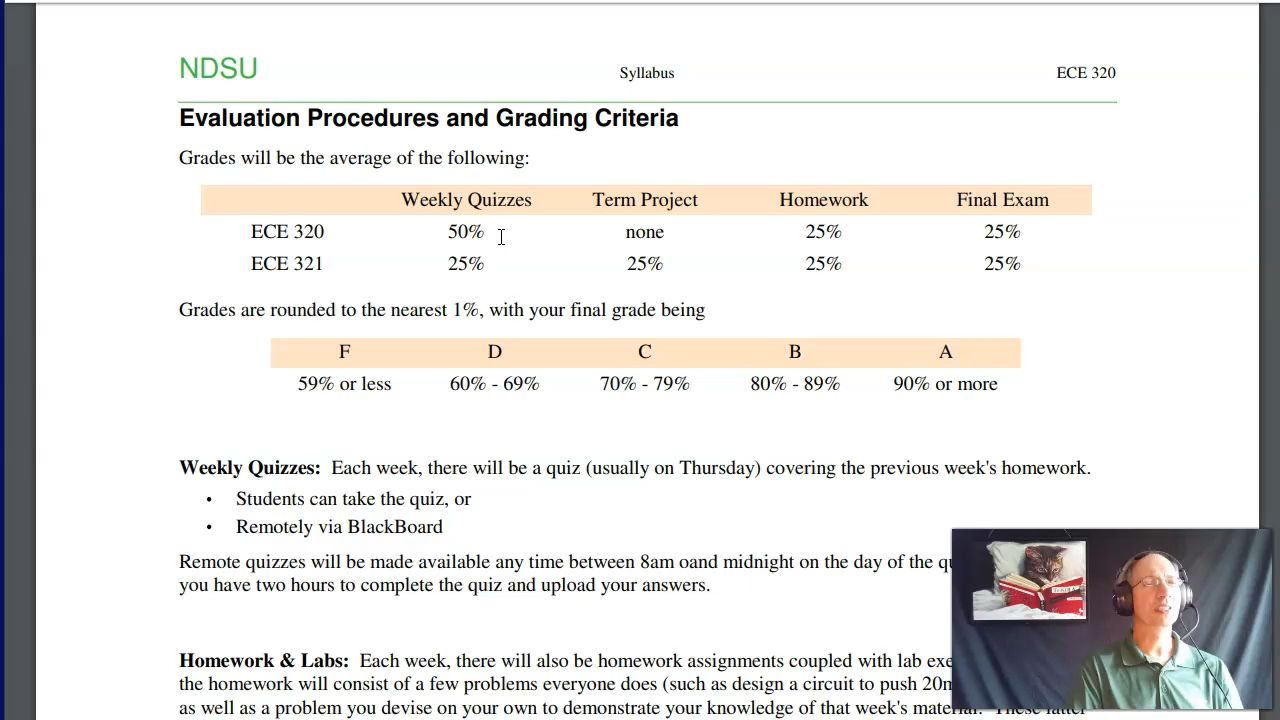 NDSU Syllabus ECE 320
Evaluation Procedures and Grading Criteria
Grades will be the average of the following:
Weekly Quizzes Term Project Homework Final Exam
ECE 320 50% none 25% 25%
ECE 321 25% 25% 25% 25%
Grades are rounded to the nearest 1%, with your final grade being
F D C B A
59% or less 60% - 69% 70% - 79% 80% - 89% 90% or more
Weekly Quizzes: Each week, there will be a quiz (usually on Thursday) covering the previous week's homework.
• Students can take the quiz, or
• Remotely via BlackBoard
Remote quizzes will be made available any time between 8am oand midnight on the day of the
you have two hours to complete the quiz and upload your answers.
Homework & Labs: Each week, there will also be homework assignments coupled with lab
the homework will consist of a few problems everyone does (such as design a circuit to push
as well as a problem you devise on your own to demonstrate your knowledge of that week's material. These latter